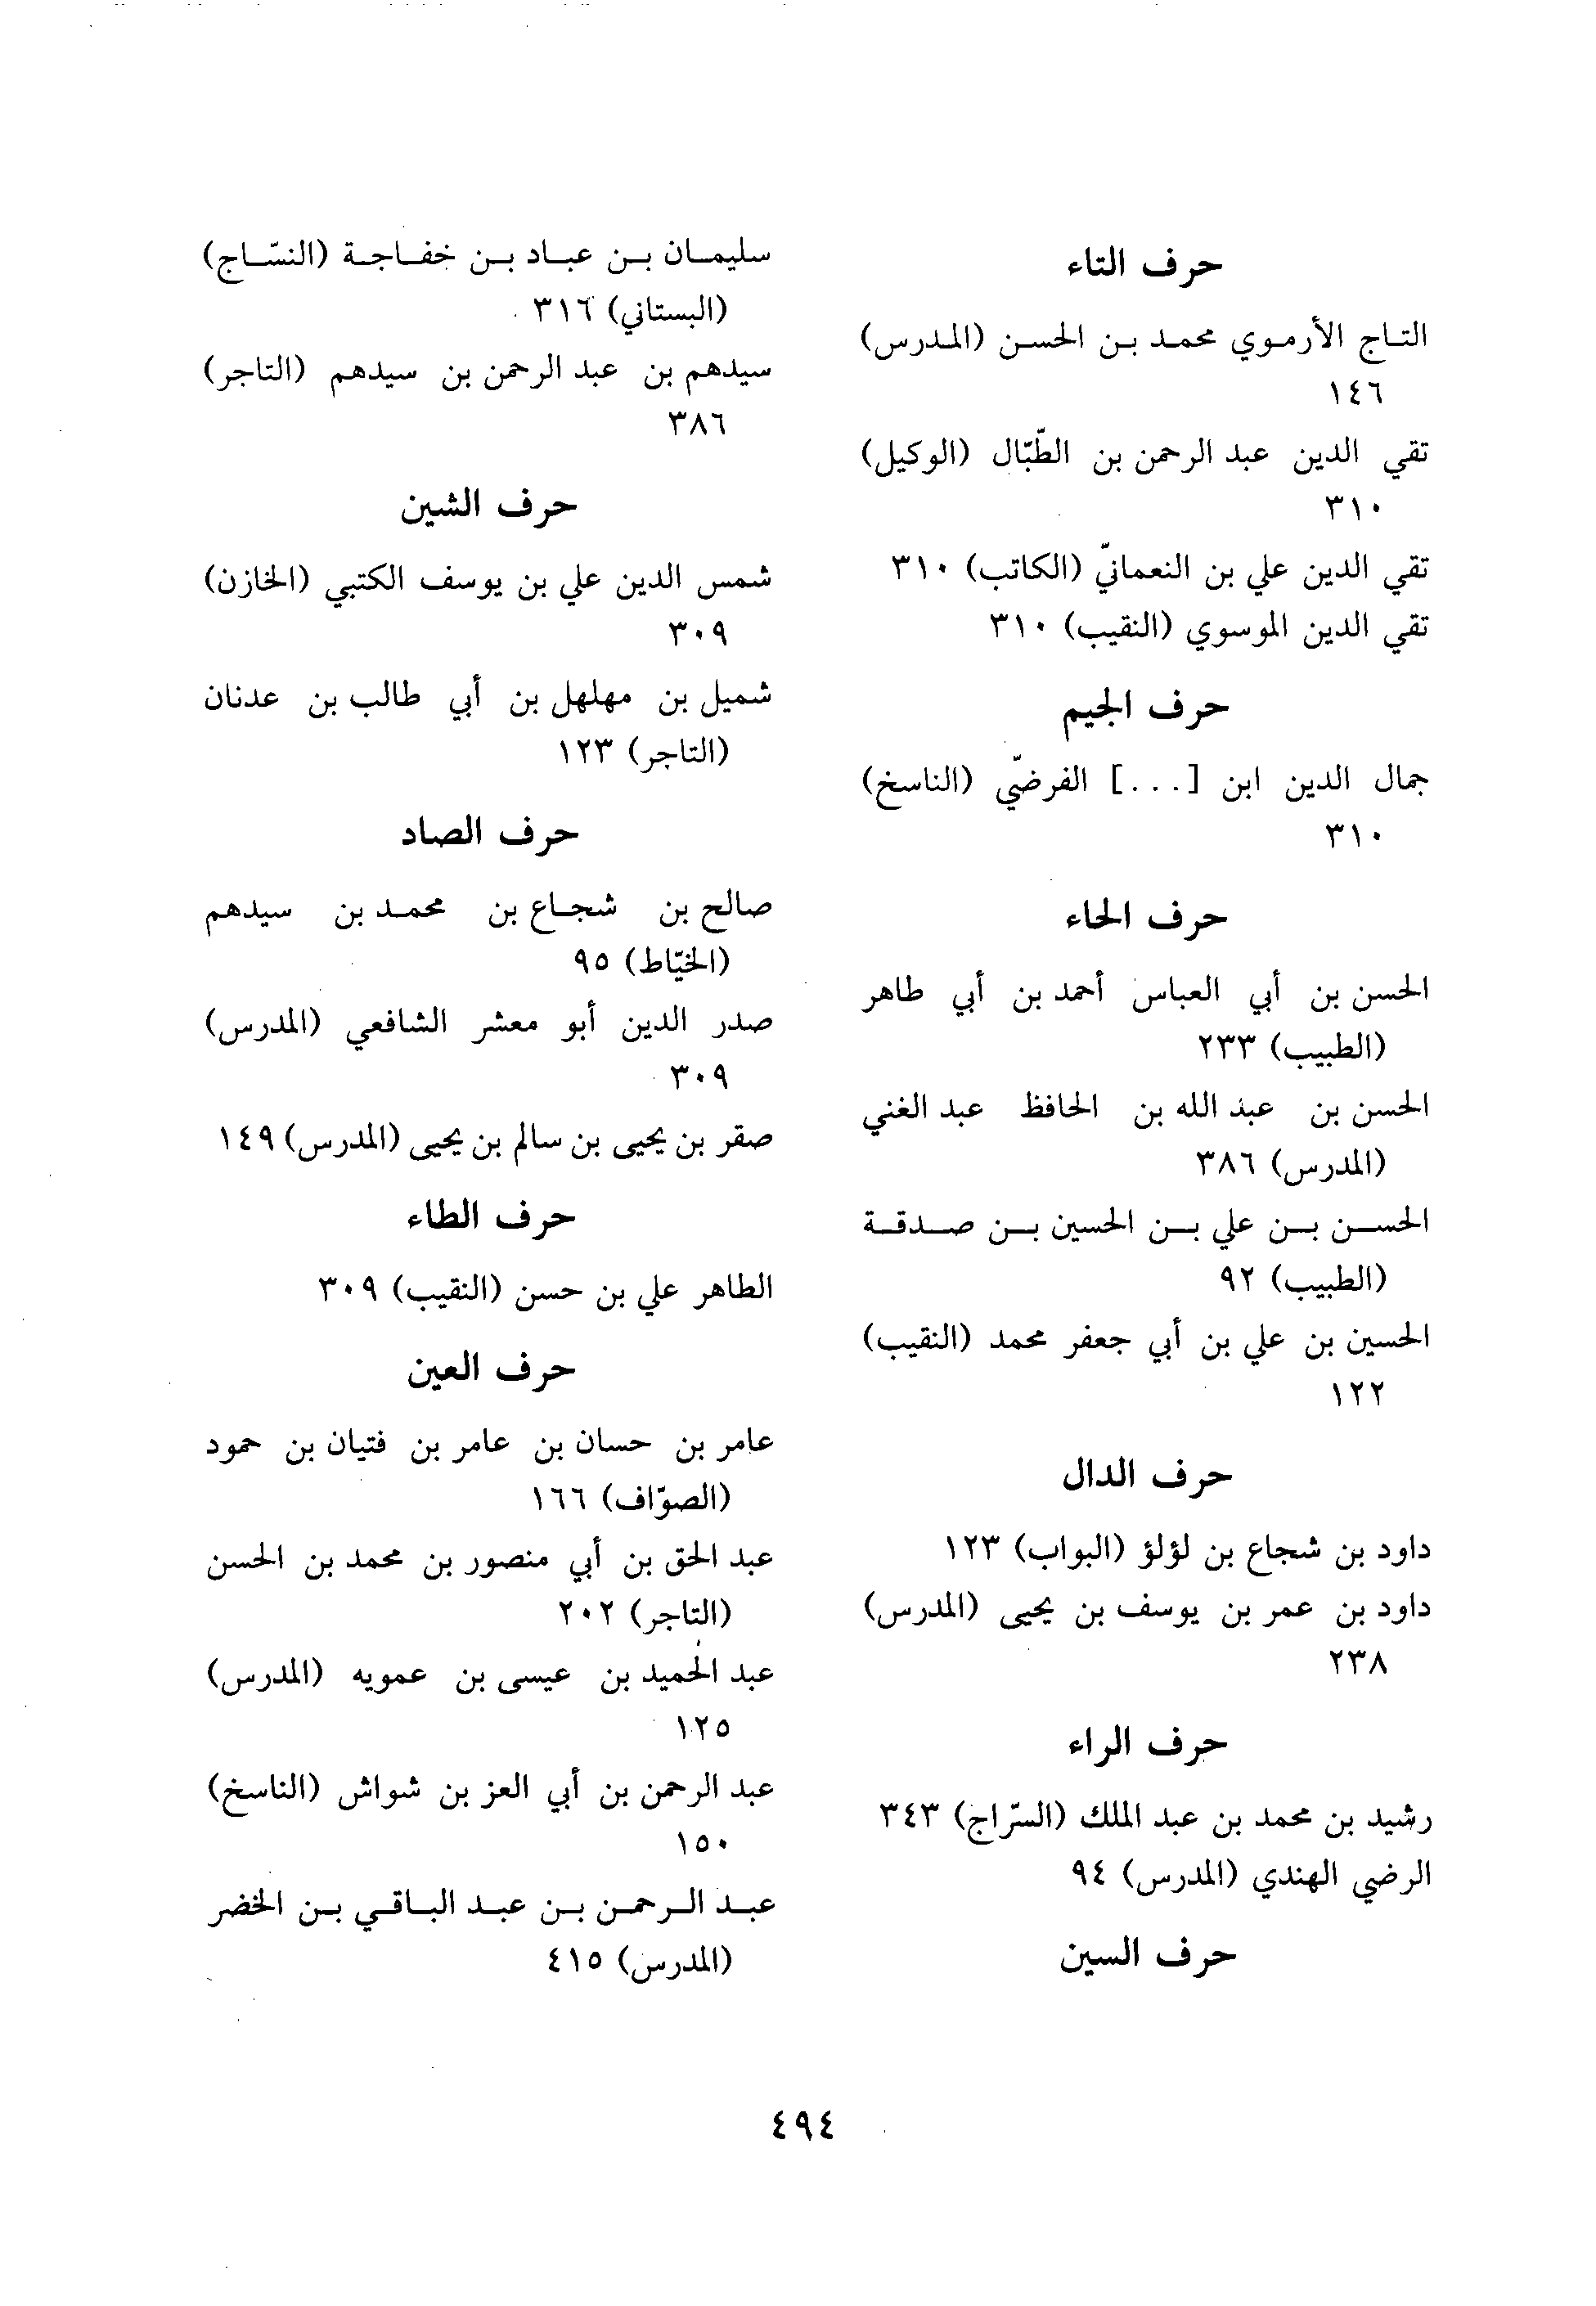 حرف التاء
التاج الأرموي محمد بن الحسن (المدرس)
١٤٦
تقي الدين عبد الرحمن بن الطّبّال (الوكيل)
٣١٠
تقي الدين علي بن النعمانيّ (الكاتب) ٣١٠
تقي الدين الموسوي (النقيب) ٣١٠
حرف الجيم
جمال الدين ابن [...] الفرضيّ (الناسخ)
٣١٠
حرف الحاء
الحسن بن أبي العباس أحمد بن أبي طاهر
(الطبيب) ٢٣٣
الحسن بن عبد الله بن الحافظ عبد الغني
(المدرس) ٣٨٦
الحسن بن علي بن الحسين بن صدقة
(الطبيب) ٩٢
الحسين بن علي بن أبي جعفر محمد (النقيب)
١٢٢
حرف الدال
داود بن شجاع بن لؤلؤ (البواب) ١٢٣
داود بن عمر بن يوسف بن يحيى (المدرس)
٢٣٨
حرف الراء
رشيد بن محمد بن عبد الملك (السّراج) ٣٤٣
الرضي الهندي (المدرس) ٩٤
حرف السين
سليمان بن عباد بن خفاجة (النسّاج)
(البستاني) ٣١٦
سيدهم بن عبد الرحمن بن سيدهم (التاجر)
٣٨٦
حرف الشين
شمس الدين علي بن يوسف الكتبي (الخازن)
٣٠٩
شميل بن مهلهل بن أبي طالب بن عدنان
(التاجر) ١٢٣
حرف الصاد
صالح بن شجاع بن محمد بن سيدهم
(الخيّاط) ٩٥
صدر الدين أبو معشر الشافعي (المدرس)
٣٠٩
صقر بن يحيى بن سالم بن يحيى (المدرس) ١٤٩
حرف الطاء
الطاهر علي بن حسن (النقيب) ٣٠٩
حرف العين
عامر بن حسان بن عامر بن فتيان بن حمود
(الصوّاف) ١٦٦
عبد الحق بن أبي منصور بن محمد بن الحسن
(التاجر) ٢٠٢
عبد الحميد بن عيسى بن عمويه (المدرس)
١٢٥
عبد الرحمن بن أبي العز بن شواش (الناسخ)
١٥٠
عبد الرحمن بن عبد الباقي بن الخضر
(المدرس) ٤١٥
٤٩٤